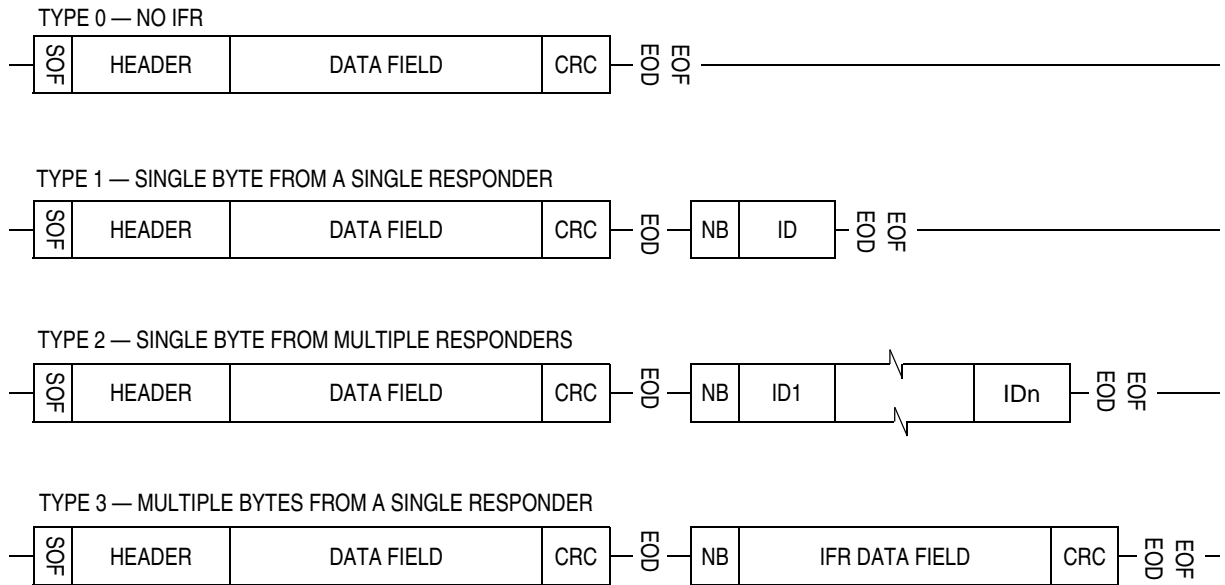 TYPE 0 — NO IFR
SOF HEADER DATA FIELD CRC EOD EOF
TYPE 1 — SINGLE BYTE FROM A SINGLE RESPONDER
SOF HEADER DATA FIELD CRC EOD NB ID EOD EOF
TYPE 2 — SINGLE BYTE FROM MULTIPLE RESPONDERS
SOF HEADER DATA FIELD CRC EOD NB ID1 IDn EOD EOF
TYPE 3 — MULTIPLE BYTES FROM A SINGLE RESPONDER
SOF HEADER DATA FIELD CRC EOD NB IFR DATA FIELD CRC EOD EOF